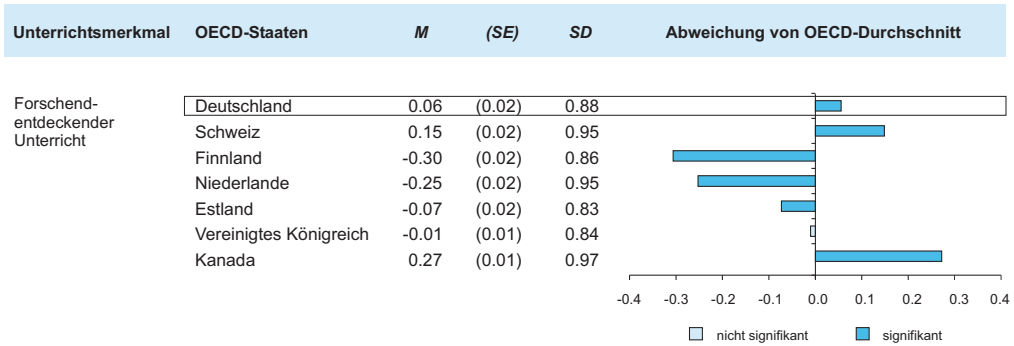 Unterrichtsmerkmal OECD-Staaten M (SE) SD Abweichung von OECD-Durchschnitt
Forschend-
entdeckender
Unterricht
Deutschland 0.06 (0.02) 0.88
Schweiz 0.15 (0.02) 0.95
Finnland -0.30 (0.02) 0.86
Niederlande -0.25 (0.02) 0.95
Estland -0.07 (0.02) 0.83
Vereinigtes Königreich -0.01 (0.01) 0.84
Kanada 0.27 (0.01) 0.97
-0.4 -0.3 -0.2 -0.1 0.0 0.1 0.2 0.3 0.4
nicht signifikant signifikant